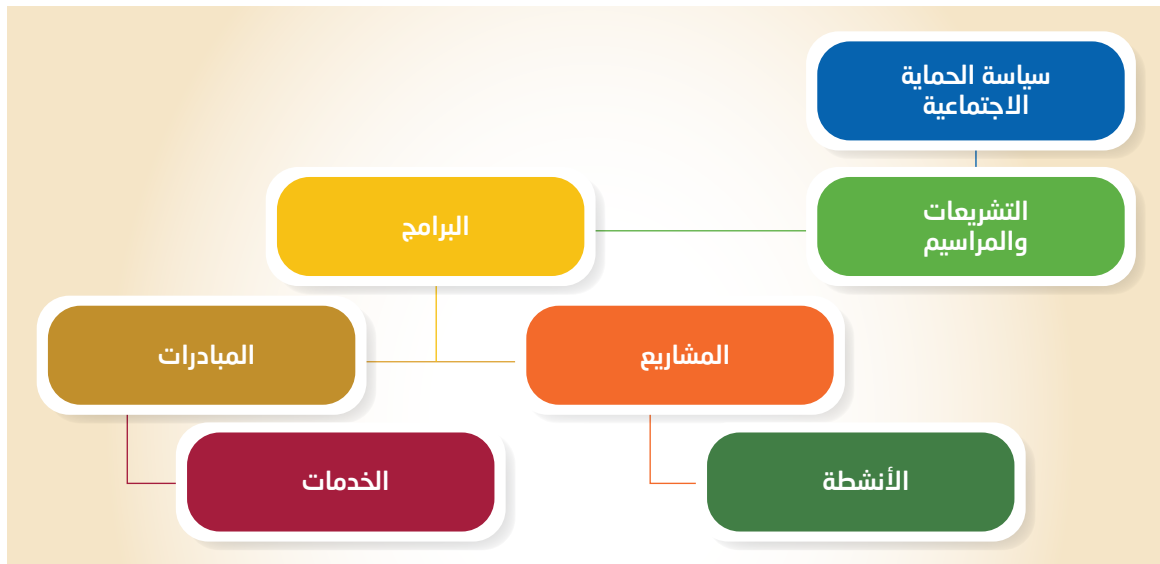 سياسة الحماية
الاجتماعية
التشريعات
والمراسيم
البرامج
المشاريع
المبادرات
الأنشطة
الخدمات